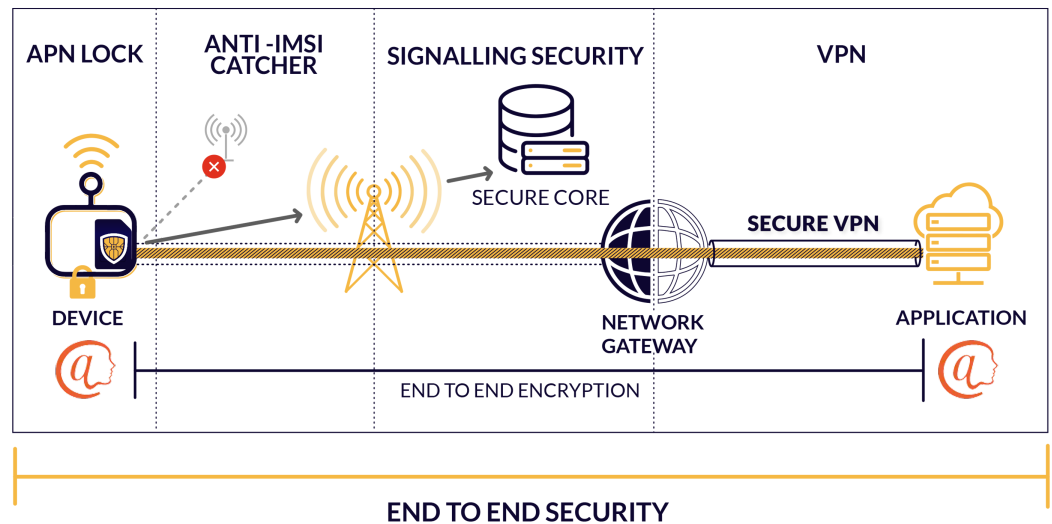 APN LOCK
ANTI -IMSI
CATCHER
SIGNALLING SECURITY
VPN
SECURE CORE
SECURE VPN
DEVICE
NETWORK
GATEWAY
APPLICATION
@
@
END TO END ENCRYPTION
END TO END SECURITY